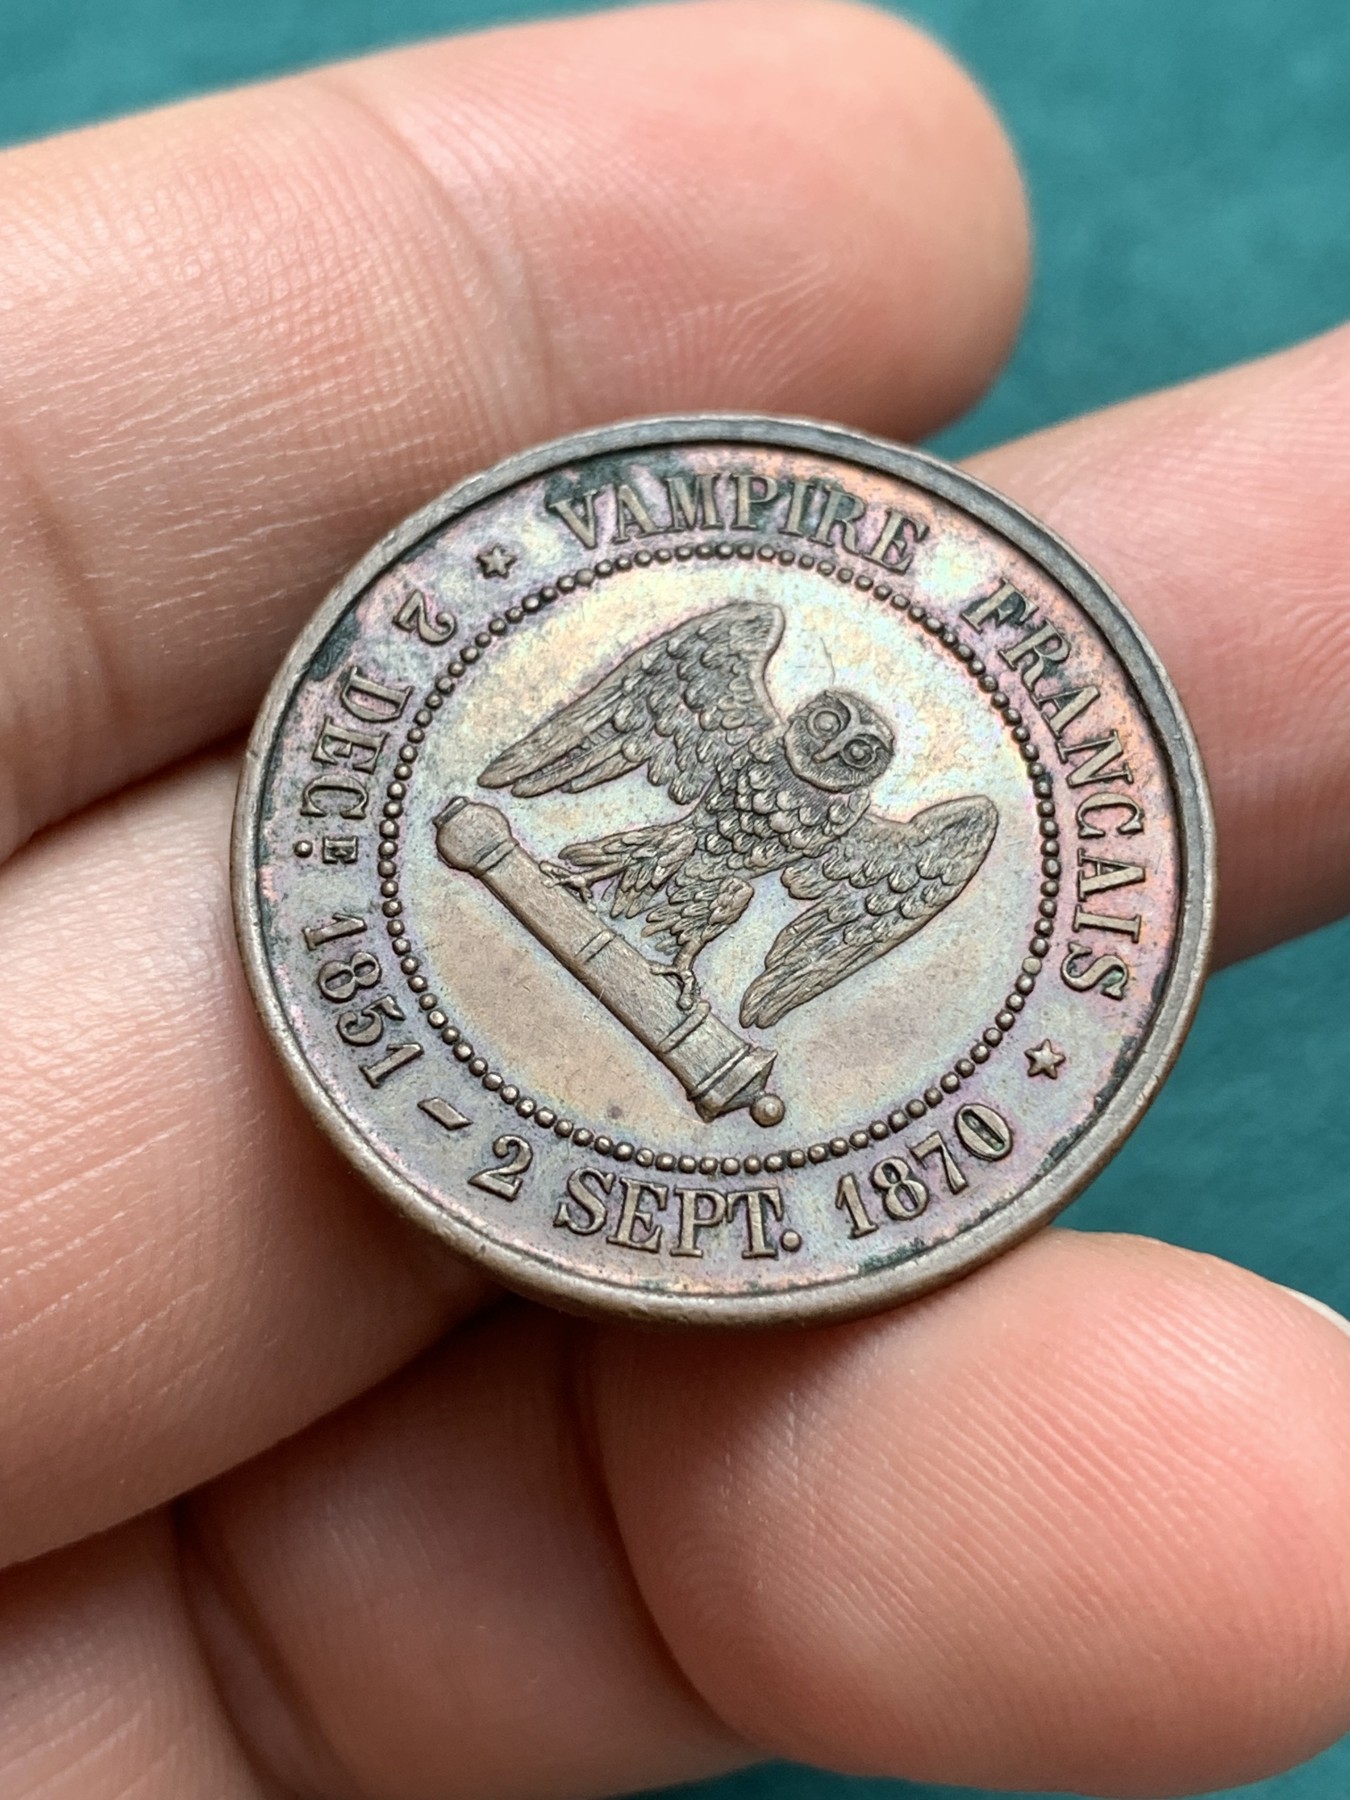 VAMPIRE FRANCAIS
2 DECE. 1851 - 2 SEPT. 1870